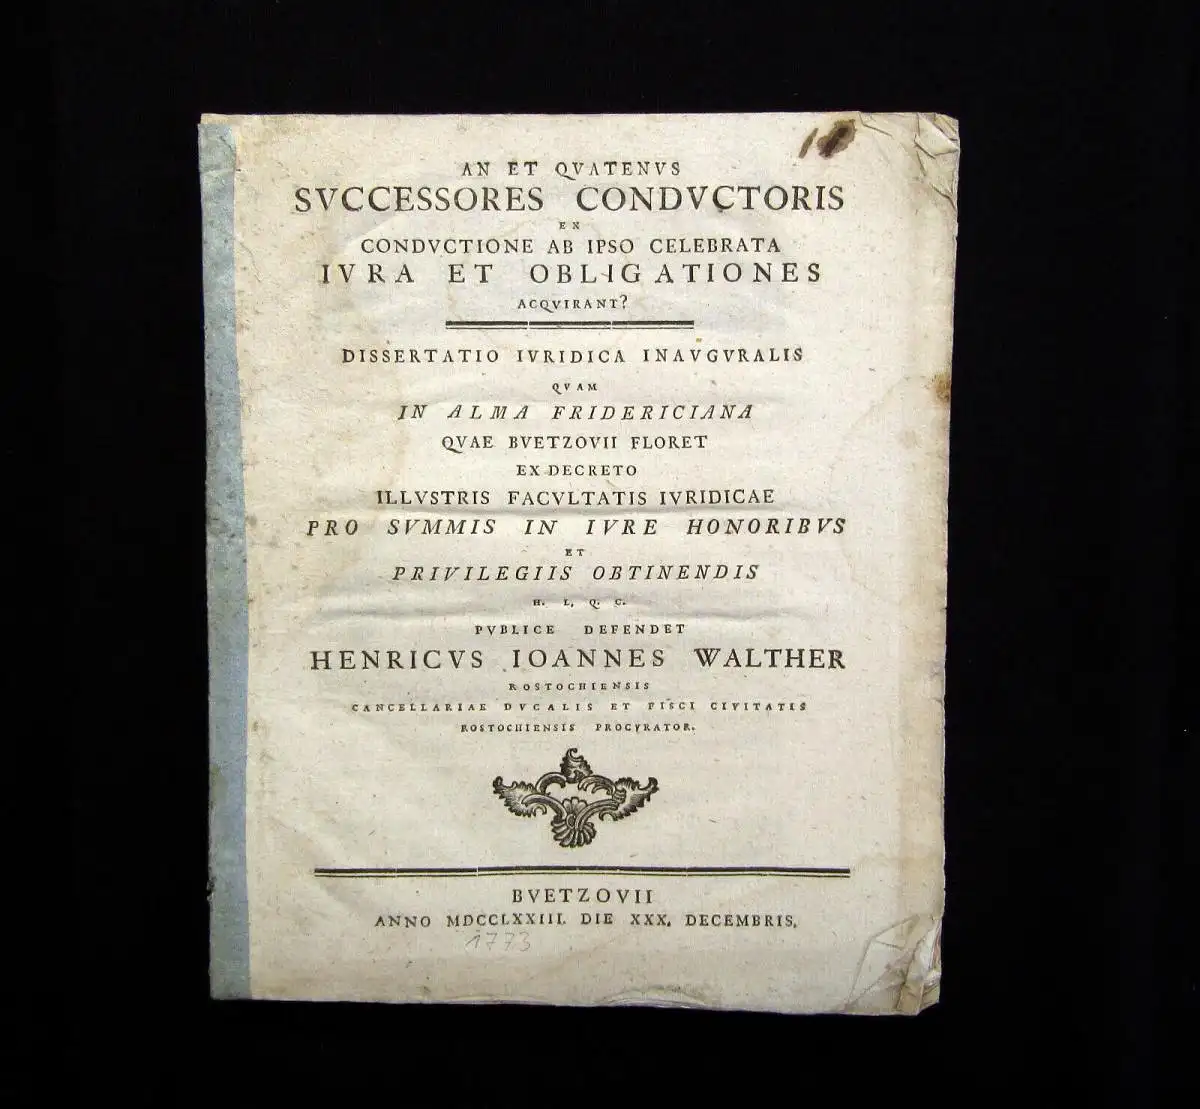 AN ET QVATENVS
SVCCESSORES CONDVCTORIS
EX
CONDVCTIONE AB IPSO CELEBRATA
IVRA ET OBLIGATIONES
ACQVIRANT?
DISSERTATIO IVRIDICA INAVGVRALIS
QVAM
IN ALMA FRIDERICIANA
QVAE BVETZOVII FLORET
EX DECRETO
ILLVSTRIS FACVLTATIS IVRIDICAE
PRO SVMMIS IN IVRE HONORIBVS
ET
PRIVILEGIIS OBTINENDIS
H. L. Q. C.
PVBLICE DEFENDET
HENRICVS IOANNES WALTHER
ROSTOCHIENSIS
CANCELLARIAE DVCALIS ET FISCI CIVITATIS
ROSTOCHIENSIS PROCVRATOR.
BVETZOVII
ANNO MDCCLXXIII. DIE XXX. DECEMBRIS.
1773